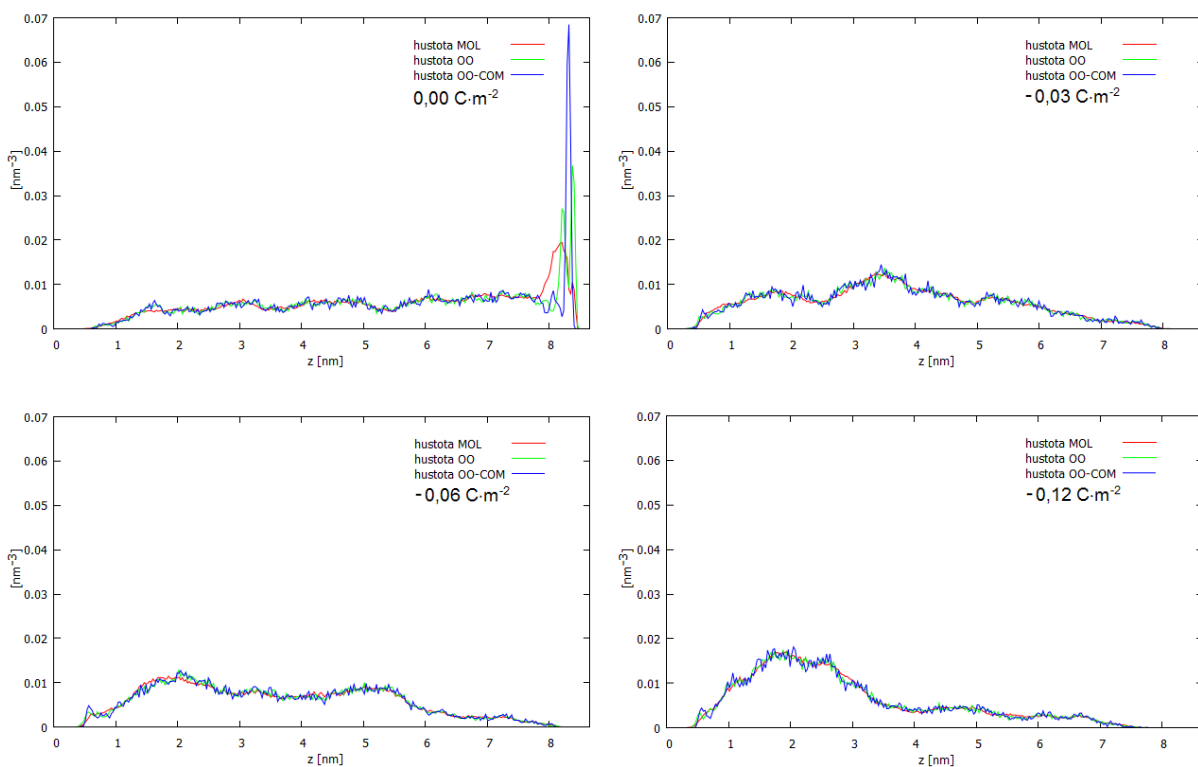 0.07
0.06
0.05
0.04
0.03
0.02
0.01
0
[nm⁻³]
hustota MOL
hustota OO
hustota OO-COM
0,00 C·m⁻²
0 1 2 3 4 5 6 7 8
z [nm]
0.07
0.06
0.05
0.04
0.03
0.02
0.01
0
[nm⁻³]
hustota MOL
hustota OO
hustota OO-COM
-0,03 C·m⁻²
0 1 2 3 4 5 6 7 8
z [nm]
0.07
0.06
0.05
0.04
0.03
0.02
0.01
0
[nm⁻³]
hustota MOL
hustota OO
hustota OO-COM
-0,06 C·m⁻²
0 1 2 3 4 5 6 7 8
z [nm]
0.07
0.06
0.05
0.04
0.03
0.02
0.01
0
[nm⁻³]
hustota MOL
hustota OO
hustota OO-COM
-0,12 C·m⁻²
0 1 2 3 4 5 6 7 8
z [nm]